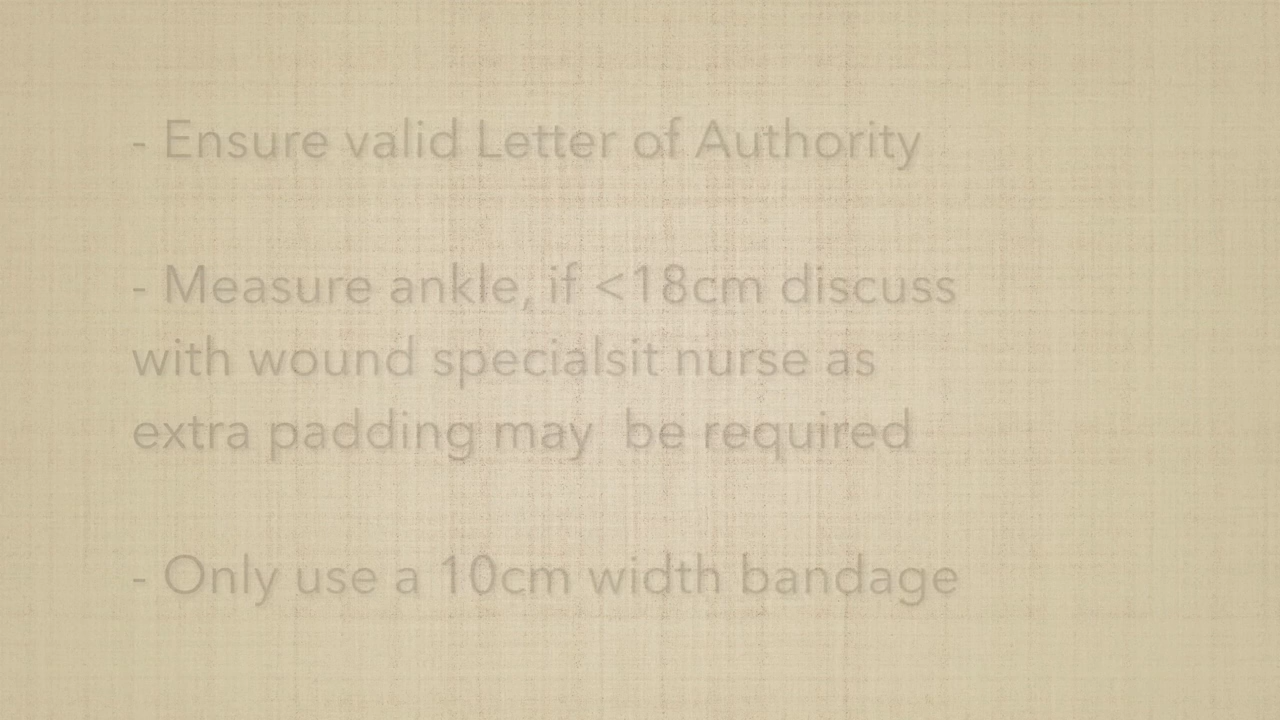 - Ensure valid Letter of Authority
- Measure ankle, if <18cm discuss
with wound specialsit nurse as
extra padding may  be required
- Only use a 10cm width bandage